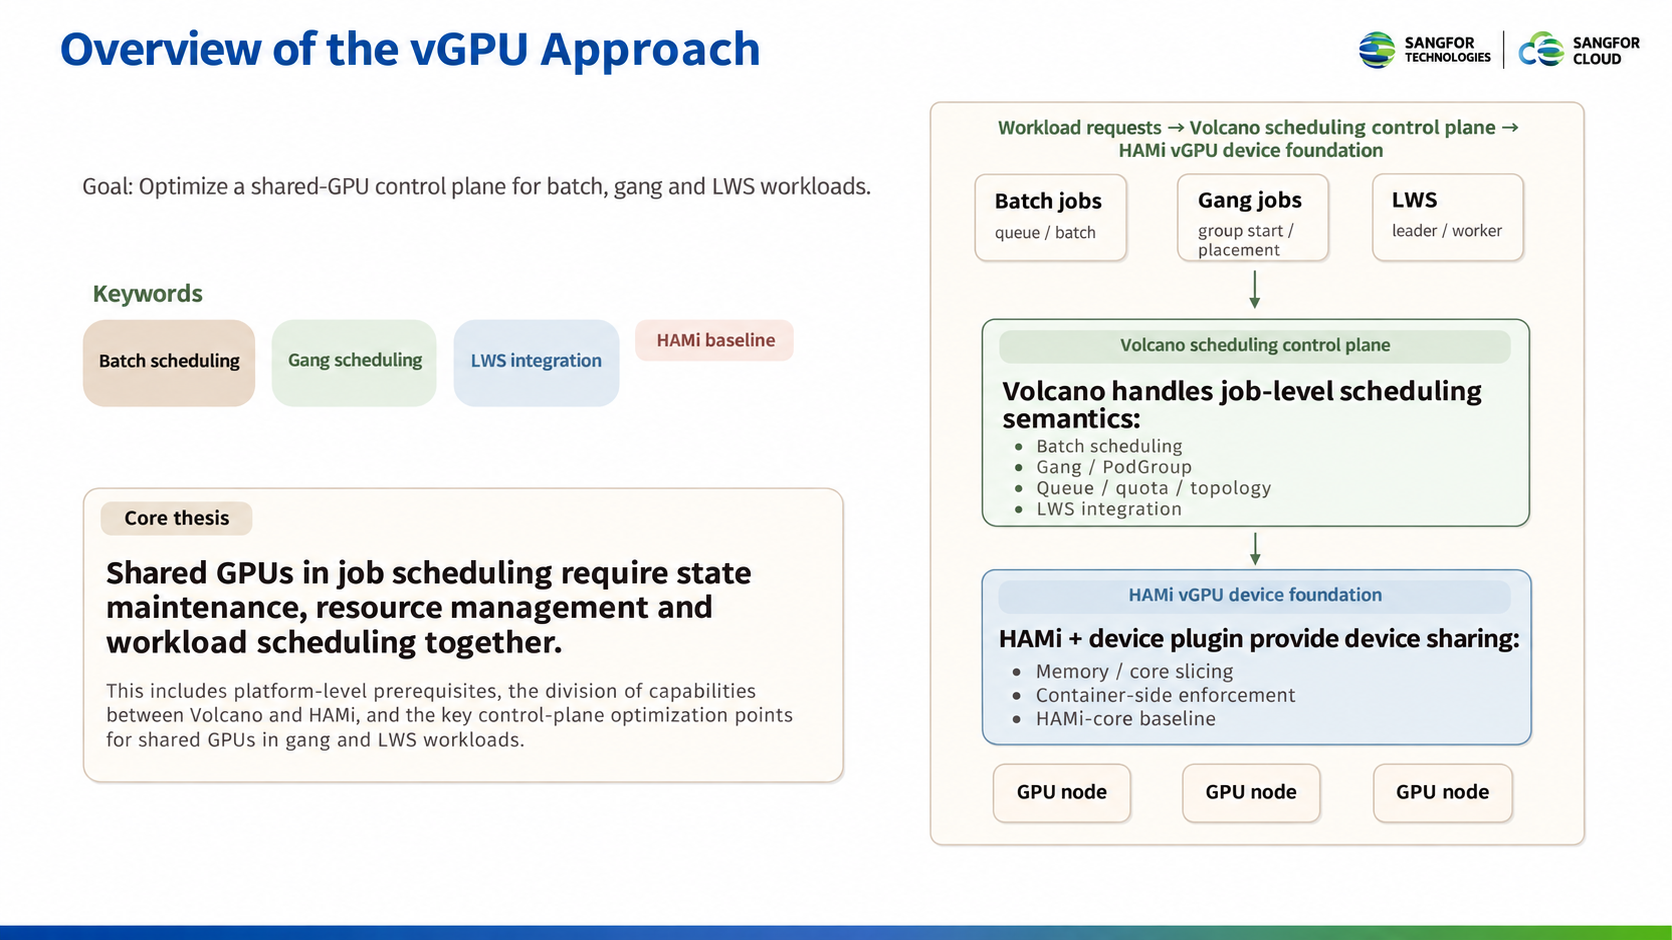 Overview of the vGPU Approach
SANGFOR
TECHNOLOGIES
SANGFOR
CLOUD
Goal: Optimize a shared-GPU control plane for batch, gang and LWS workloads.
Keywords
Batch scheduling
Gang scheduling
LWS integration
HAMi baseline
Core thesis
Shared GPUs in job scheduling require state
maintenance, resource management and
workload scheduling together.
This includes platform-level prerequisites, the division of capabilities
between Volcano and HAMi, and the key control-plane optimization points
for shared GPUs in gang and LWS workloads.
Workload requests → Volcano scheduling control plane →
HAMi vGPU device foundation
Batch jobs
queue / batch
Gang jobs
group start /
placement
LWS
leader / worker
Volcano scheduling control plane
Volcano handles job-level scheduling
semantics:
• Batch scheduling
• Gang / PodGroup
• Queue / quota / topology
• LWS integration
HAMi vGPU device foundation
HAMi + device plugin provide device sharing:
• Memory / core slicing
• Container-side enforcement
• HAMi-core baseline
GPU node
GPU node
GPU node